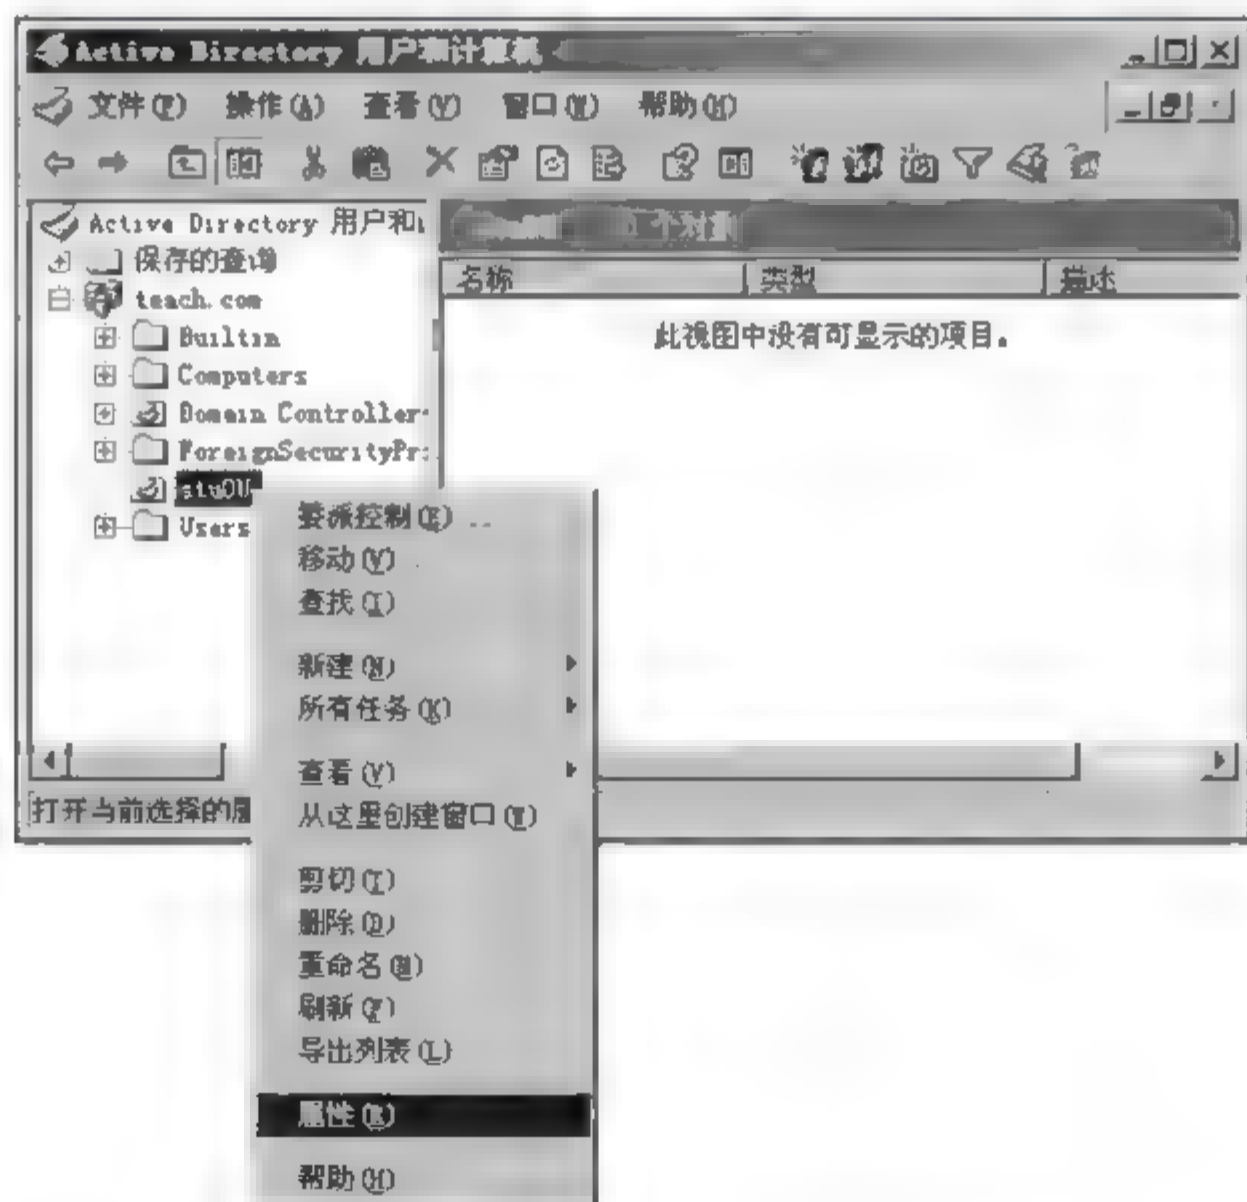 Active Directory 用户和计算机
文件(F) 操作(A) 查看(V) 窗口(W) 帮助(H)
Active Directory 用户和
保存的查询
teach.com
Builtin
Computers
Domain Controller
ForeignSecurityPr
stuOU
Users
个对象
名称 类型 描述
此视图中没有可显示的项目。
委派控制(E)...
移动(V)
查找(I)
新建(N)
所有任务(K)
查看(V)
从这里创建窗口(W)
剪切(T)
删除(D)
重命名(M)
刷新(F)
导出列表(L)
属性(R)
帮助(H)
打开当前选择的属